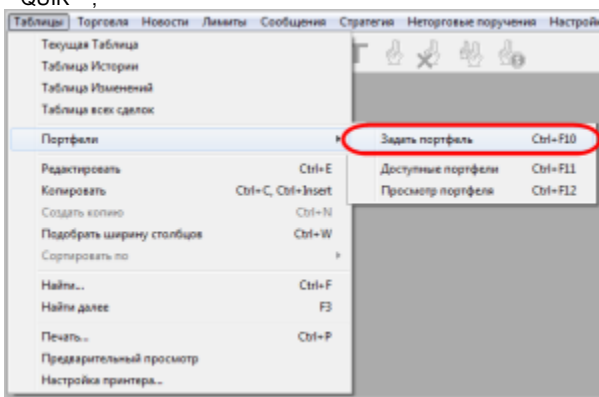 "QUIK",
Таблицы Торговля Новости Лимиты Сообщения Стратегия Неторговые поручения Настрой
Текущая Таблица
Таблица Истории
Таблица Изменений
Таблица всех сделок
Портфели
Задать портфель Ctrl+F10
Редактировать Ctrl+E
Доступные портфели Ctrl+F11
Копировать Ctrl+C, Ctrl+Insert
Просмотр портфеля Ctrl+F12
Создать копию Ctrl+N
Подобрать ширину столбцов Ctrl+W
Сортировать по
Найти... Ctrl+F
Найти далее F3
Печать... Ctrl+P
Предварительный просмотр
Настройка принтера...